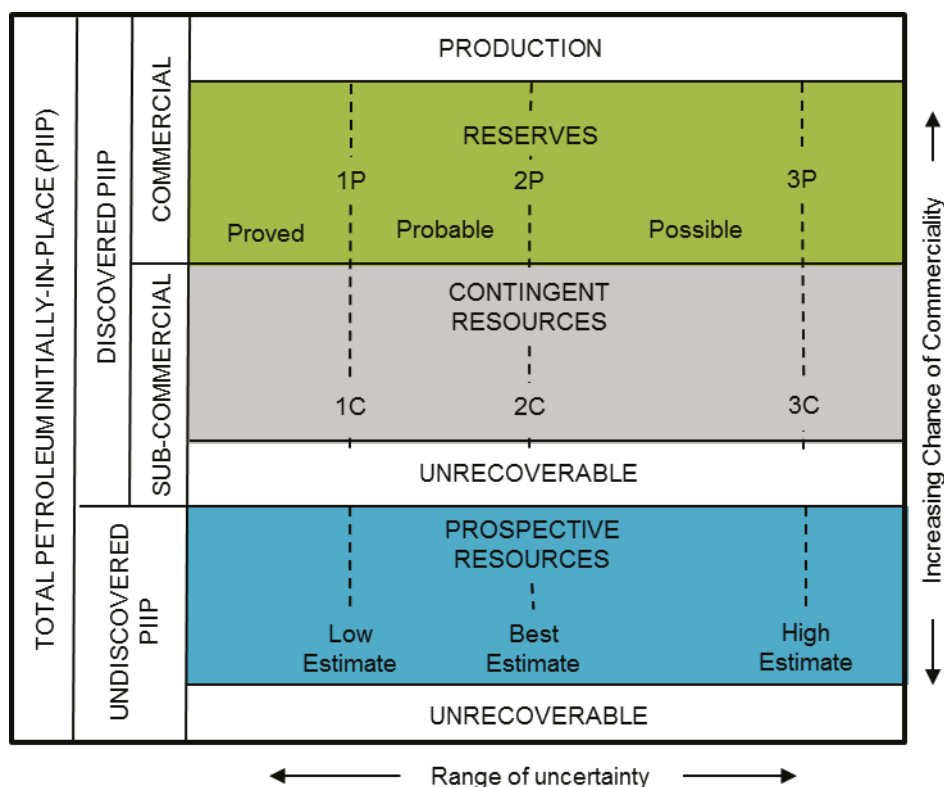 TOTAL PETROLEUM INITIALLY-IN-PLACE (PIIP)
DISCOVERED PIIP
COMMERCIAL
PRODUCTION
RESERVES
1P
2P
3P
Proved
Probable
Possible
SUB-COMMERCIAL
CONTINGENT
RESOURCES
1C
2C
3C
UNRECOVERABLE
UNDISCOVERED
PIIP
PROSPECTIVE
RESOURCES
Low
Estimate
Best
Estimate
High
Estimate
UNRECOVERABLE
Increasing Chance of Commerciality
Range of uncertainty